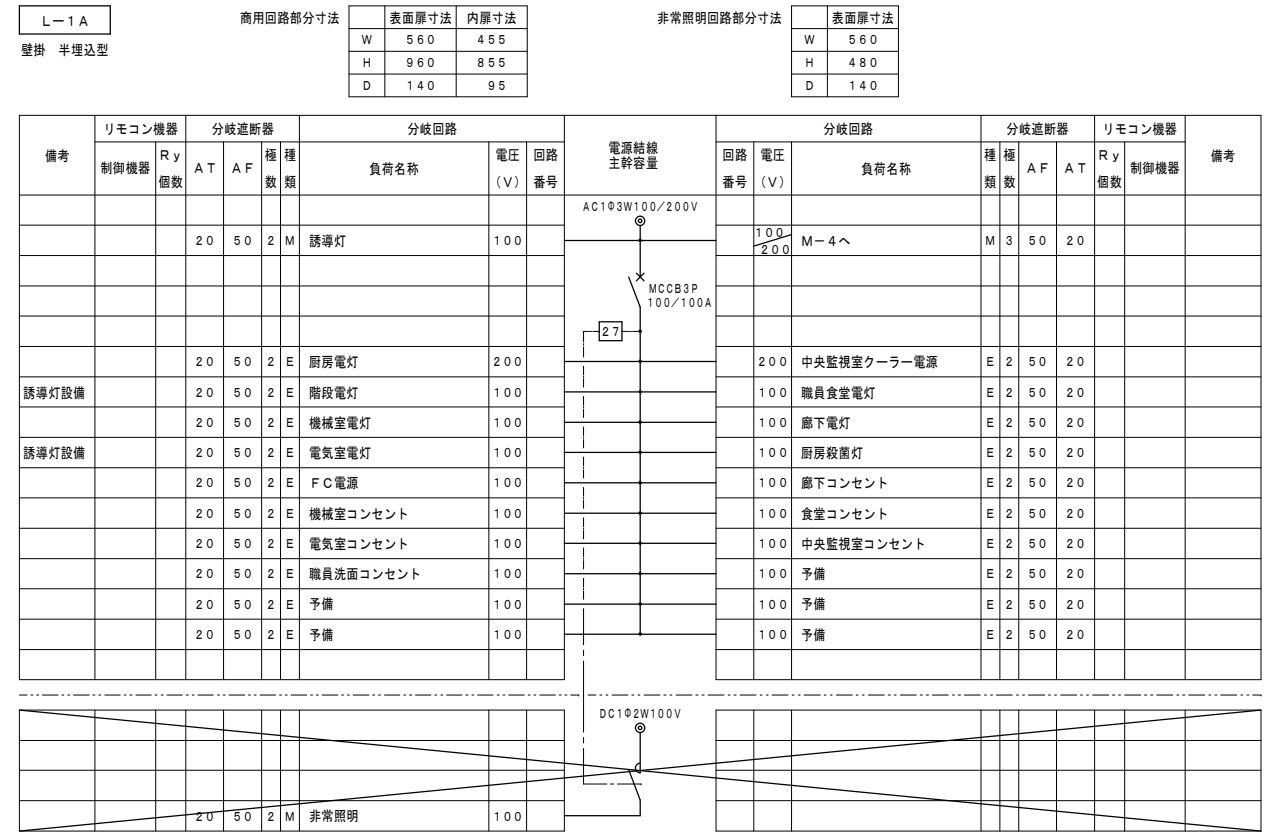 L－1A
壁掛　半埋込型
商用回路部分寸法
表面扉寸法 内扉寸法
W 560 455
H 960 855
D 140 95
非常照明回路部分寸法
表面扉寸法
W 560
H 480
D 140
備考 リモコン機器 分岐遮断器 分岐回路 電源結線 主幹容量 分岐回路 分岐遮断器 リモコン機器 備考
制御機器 Ry個数 AT AF 極数 種類 負荷名称 電圧(V) 回路番号 回路番号 電圧(V) 負荷名称 種類 極数 AF AT Ry個数 制御機器
AC1Φ3W100/200V
20 50 2 M 誘導灯 100 100/200 M－4へ M 3 50 20
MCCB3P
100/100A
27
20 50 2 E 厨房電灯 200 200 中央監視室クーラー電源 E 2 50 20
誘導灯設備 20 50 2 E 階段電灯 100 100 職員食堂電灯 E 2 50 20
20 50 2 E 機械室電灯 100 100 廊下電灯 E 2 50 20
誘導灯設備 20 50 2 E 電気室電灯 100 100 厨房殺菌灯 E 2 50 20
20 50 2 E FC電源 100 100 廊下コンセント E 2 50 20
20 50 2 E 機械室コンセント 100 100 食堂コンセント E 2 50 20
20 50 2 E 電気室コンセント 100 100 中央監視室コンセント E 2 50 20
20 50 2 E 職員洗面コンセント 100 100 予備 E 2 50 20
20 50 2 E 予備 100 100 予備 E 2 50 20
20 50 2 E 予備 100 100 予備 E 2 50 20
DC1Φ2W100V
20 50 2 M 非常照明 100